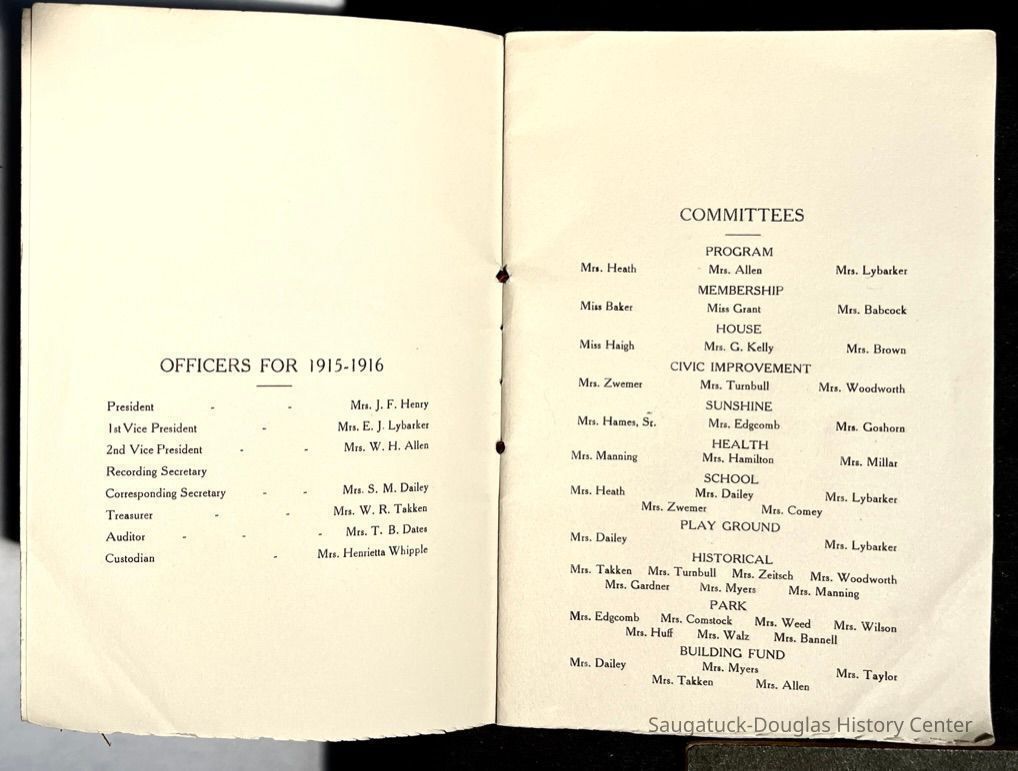 OFFICERS FOR 1915-1916
President - - Mrs. J. F. Henry
1st Vice President - Mrs. E. J. Lybarker
2nd Vice President - - Mrs. W. H. Allen
Recording Secretary
Corresponding Secretary - - Mrs. S. M. Dailey
Treasurer - - Mrs. W. R. Takken
Auditor - - - Mrs. T. B. Dates
Custodian - Mrs. Henrietta Whipple
COMMITTEES
PROGRAM
Mrs. Heath Mrs. Allen Mrs. Lybarker
MEMBERSHIP
Miss Baker Miss Grant Mrs. Babcock
HOUSE
Miss Haigh Mrs. G. Kelly Mrs. Brown
CIVIC IMPROVEMENT
Mrs. Zwemer Mrs. Turnbull Mrs. Woodworth
SUNSHINE
Mrs. Hames, Sr. Mrs. Edgcomb Mrs. Goshorn
HEALTH
Mrs. Manning Mrs. Hamilton Mrs. Millar
SCHOOL
Mrs. Heath Mrs. Dailey Mrs. Lybarker
Mrs. Zwemer Mrs. Comey
PLAY GROUND
Mrs. Dailey Mrs. Lybarker
HISTORICAL
Mrs. Takken Mrs. Turnbull Mrs. Zeitsch Mrs. Woodworth
Mrs. Gardner Mrs. Myers Mrs. Manning
PARK
Mrs. Edgcomb Mrs. Comstock Mrs. Weed Mrs. Wilson
Mrs. Huff Mrs. Walz Mrs. Bannell
BUILDING FUND
Mrs. Dailey Mrs. Myers Mrs. Taylor
Mrs. Takken Mrs. Allen
Saugatuck-Douglas History Center